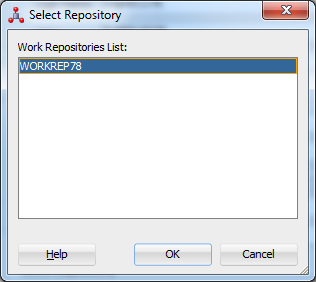 Select Repository
Work Repositories List:
WORKREP78
Help
OK
Cancel